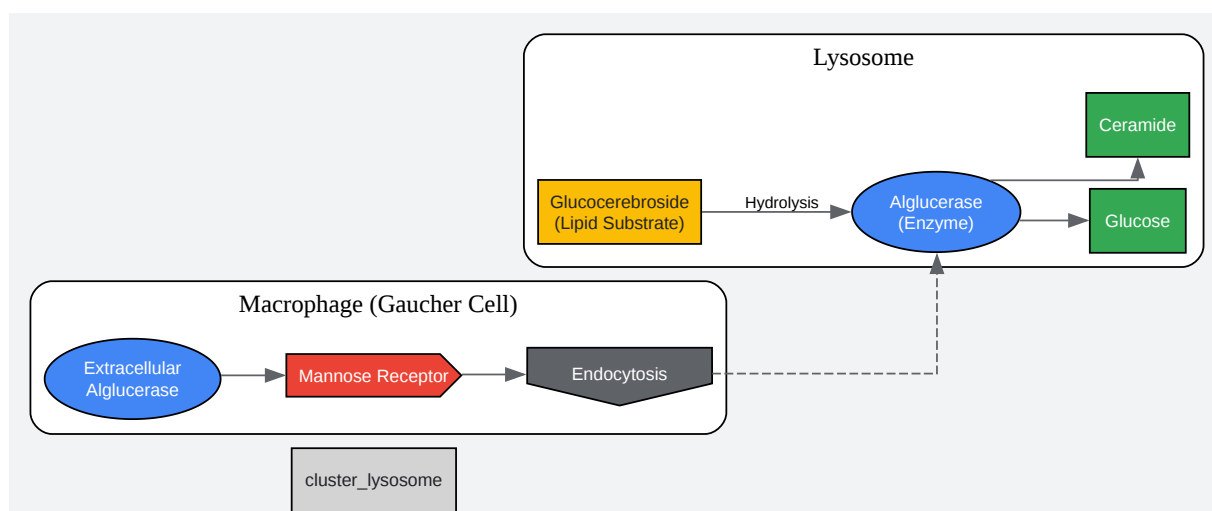 Lysosome
Ceramide
Glucocerebroside
(Lipid Substrate)
Hydrolysis
Alglucerase
(Enzyme)
Glucose
Macrophage (Gaucher Cell)
Extracellular
Alglucerase
Mannose Receptor
Endocytosis
cluster_lysosome